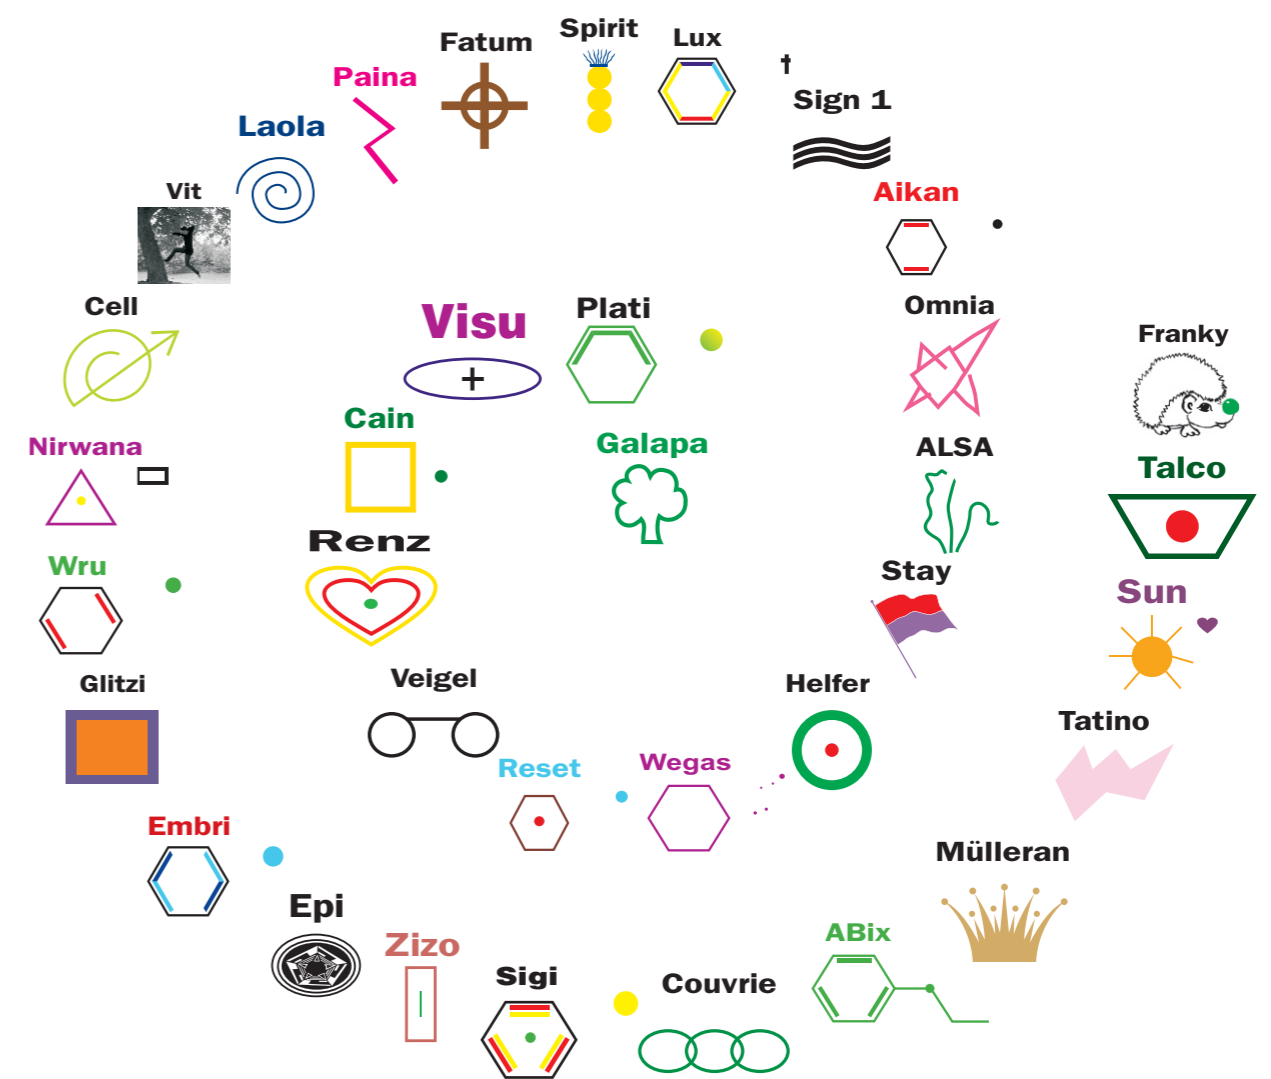 Spirit
Lux
Fatum
Paina
Sign 1
Laola
Vit
Aikan
Cell
Visu
Plati
Omnia
Franky
Cain
Nirwana
Galapa
ALSA
Talco
Renz
Wru
Stay
Sun
Glitzi
Veigel
Helfer
Tatino
Reset
Wegas
Embri
Mülleran
Epi
Zizo
ABix
Sigi
Couvrie